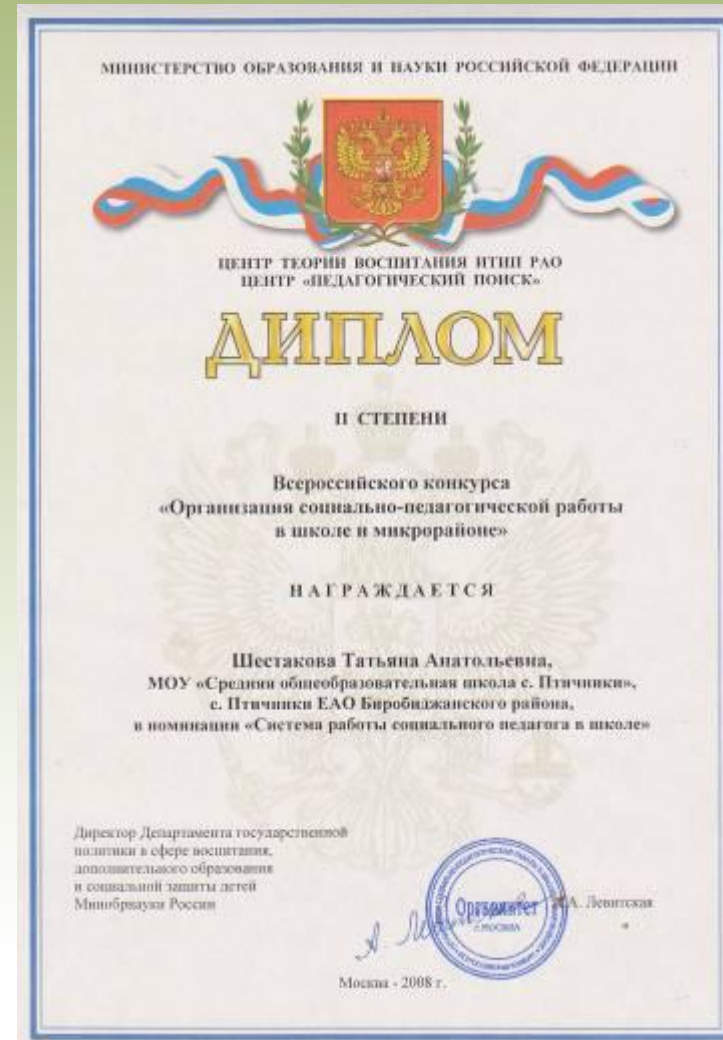 МИНИСТЕРСТВО ОБРАЗОВАНИЯ И НАУКИ РОССИЙСКОЙ ФЕДЕРАЦИИ
ЦЕНТР ТЕОРИИ ВОСПИТАНИЯ ИТИП РАО
ЦЕНТР «ПЕДАГОГИЧЕСКИЙ ПОИСК»
ДИПЛОМ
II СТЕПЕНИ
Всероссийского конкурса
«Организация социально-педагогической работы
в школе и микрорайоне»
НАГРАЖДАЕТСЯ
Шестакова Татьяна Анатольевна,
МОУ «Средняя общеобразовательная школа с. Птичники»,
с. Птичники ЕАО Биробиджанского района,
в номинации «Система работы социального педагога в школе»
Директор Департамента государственной
политики в сфере воспитания,
дополнительного образования
и социальной защиты детей
Минобрнауки России
А. Левитская
Оргкомитет
г. МОСКВА
Москва - 2008 г.